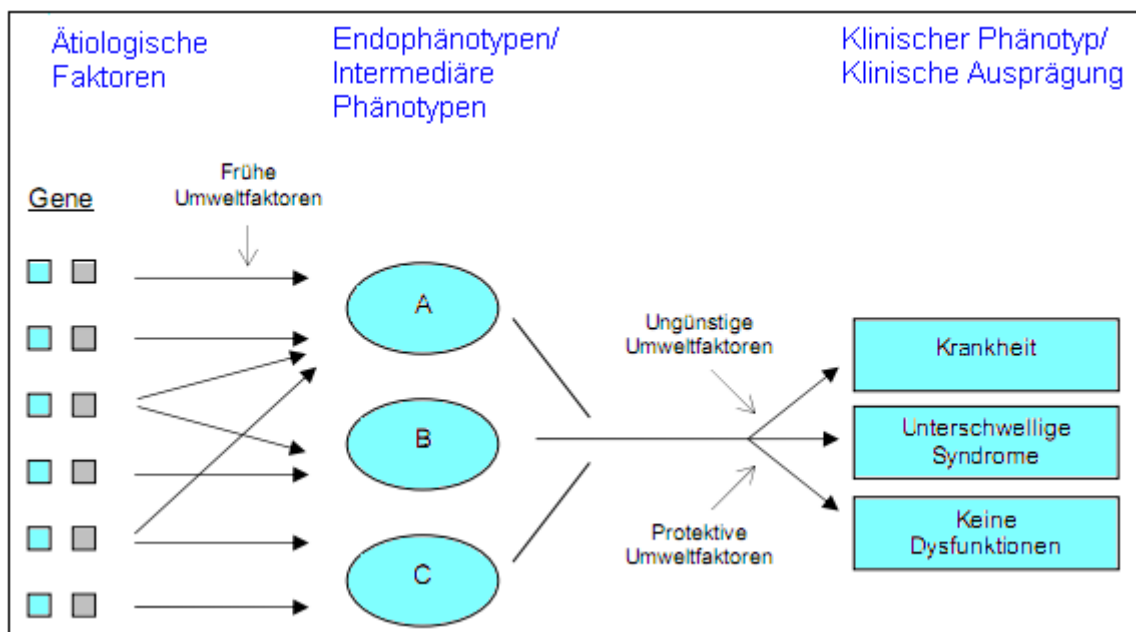 Ätiologische
Faktoren
Endophänotypen/
Intermediäre
Phänotypen
Klinischer Phänotyp/
Klinische Ausprägung
Gene
Frühe
Umweltfaktoren
A
B
C
Ungünstige
Umweltfaktoren
Protektive
Umweltfaktoren
Krankheit
Unterschwellige
Syndrome
Keine
Dysfunktionen